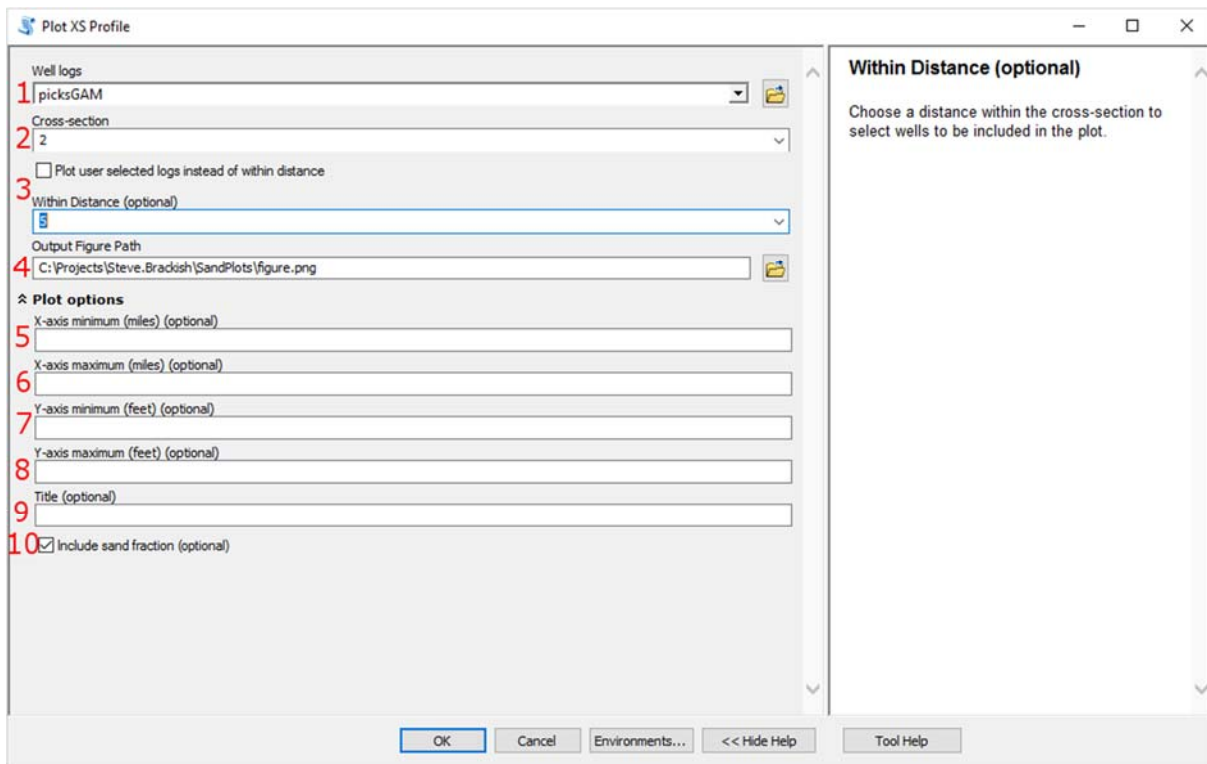 Plot XS Profile
Well logs
1 picksGAM
Cross-section
2 2
Plot user selected logs instead of within distance
3
Within Distance (optional)
5
Output Figure Path
4 C:\Projects\Steve.Brackish\SandPlots\figure.png
Plot options
X-axis minimum (miles) (optional)
5
X-axis maximum (miles) (optional)
6
Y-axis minimum (feet) (optional)
7
Y-axis maximum (feet) (optional)
8
Title (optional)
9
10 Include sand fraction (optional)
Within Distance (optional)
Choose a distance within the cross-section to
select wells to be included in the plot.
OK Cancel Environments... << Hide Help Tool Help